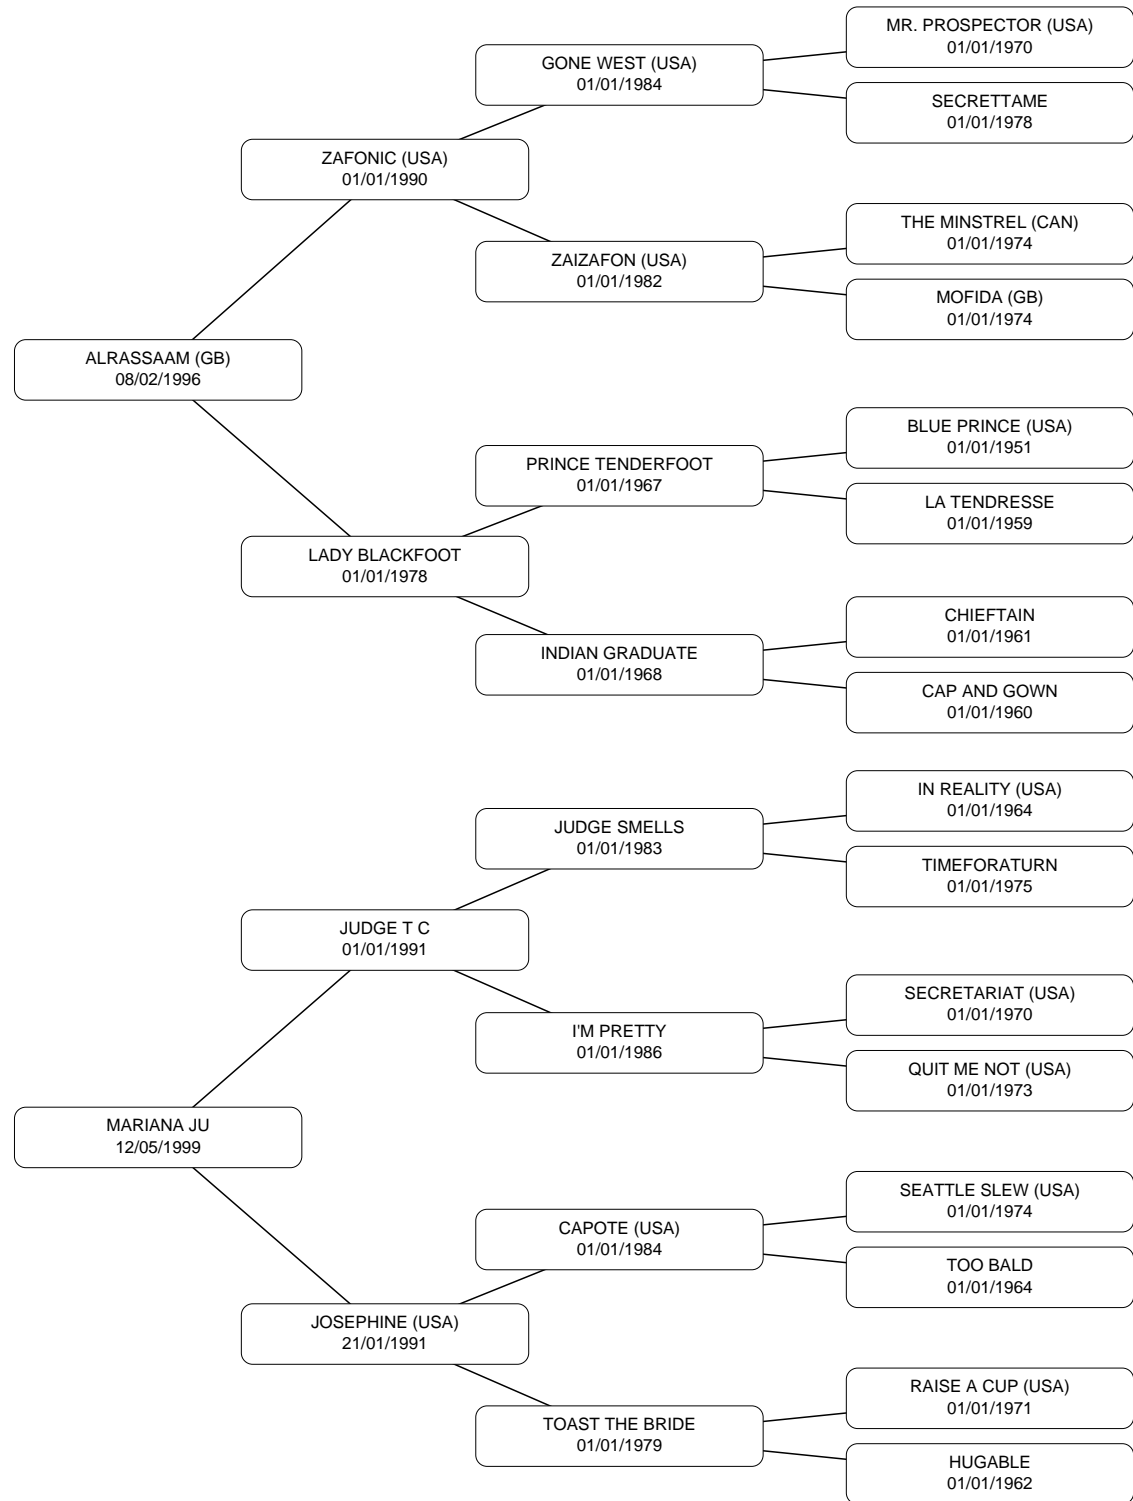 MR. PROSPECTOR (USA)
01/01/1970
GONE WEST (USA)
01/01/1984
SECRETTAME
01/01/1978
ZAFONIC (USA)
01/01/1990
THE MINSTREL (CAN)
01/01/1974
ZAIZAFON (USA)
01/01/1982
MOFIDA (GB)
01/01/1974
ALRASSAAM (GB)
08/02/1996
BLUE PRINCE (USA)
01/01/1951
PRINCE TENDERFOOT
01/01/1967
LA TENDRESSE
01/01/1959
LADY BLACKFOOT
01/01/1978
CHIEFTAIN
01/01/1961
INDIAN GRADUATE
01/01/1968
CAP AND GOWN
01/01/1960
IN REALITY (USA)
01/01/1964
JUDGE SMELLS
01/01/1983
TIMEFORATURN
01/01/1975
JUDGE T C
01/01/1991
SECRETARIAT (USA)
01/01/1970
I'M PRETTY
01/01/1986
QUIT ME NOT (USA)
01/01/1973
MARIANA JU
12/05/1999
SEATTLE SLEW (USA)
01/01/1974
CAPOTE (USA)
01/01/1984
TOO BALD
01/01/1964
JOSEPHINE (USA)
21/01/1991
RAISE A CUP (USA)
01/01/1971
TOAST THE BRIDE
01/01/1979
HUGABLE
01/01/1962